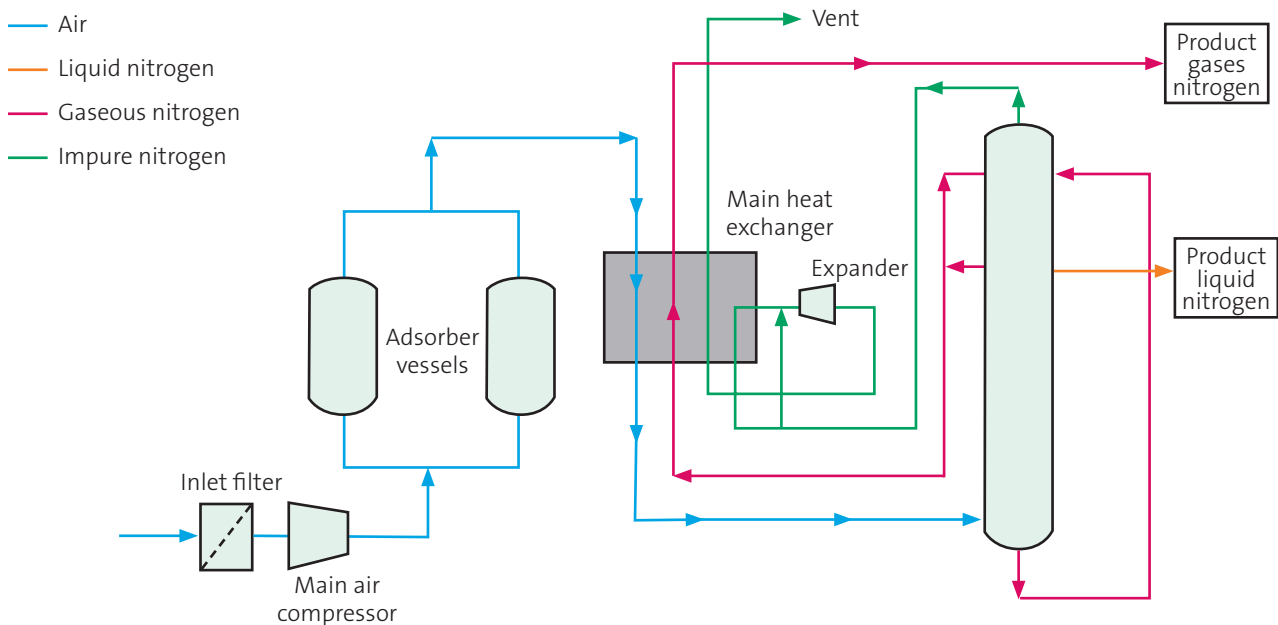 Air
Liquid nitrogen
Gaseous nitrogen
Impure nitrogen
Vent
Product
gases
nitrogen
Main heat
exchanger
Expander
Product
liquid
nitrogen
Adsorber
vessels
Inlet filter
Main air
compressor